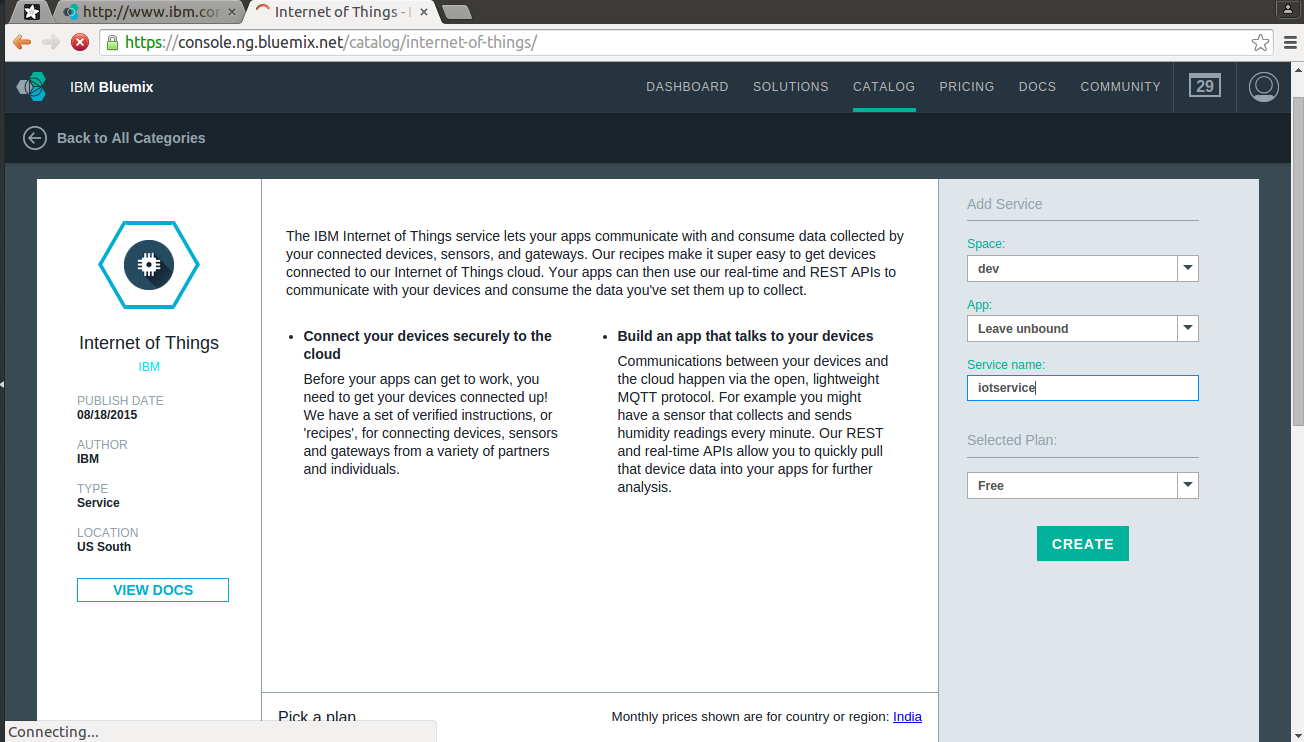 http://www.ibm.com
Internet of Things -
https://console.ng.bluemix.net/catalog/internet-of-things/
IBM Bluemix
DASHBOARD SOLUTIONS CATALOG PRICING DOCS COMMUNITY 29
Back to All Categories
Internet of Things
IBM
PUBLISH DATE
08/18/2015
AUTHOR
IBM
TYPE
Service
LOCATION
US South
VIEW DOCS
The IBM Internet of Things service lets your apps communicate with and consume data collected by
your connected devices, sensors, and gateways. Our recipes make it super easy to get devices
connected to our Internet of Things cloud. Your apps can then use our real-time and REST APIs to
communicate with your devices and consume the data you've set them up to collect.
• Connect your devices securely to the
cloud
Before your apps can get to work, you
need to get your devices connected up!
We have a set of verified instructions, or
'recipes', for connecting devices, sensors
and gateways from a variety of partners
and individuals.
• Build an app that talks to your devices
Communications between your devices and
the cloud happen via the open, lightweight
MQTT protocol. For example you might
have a sensor that collects and sends
humidity readings every minute. Our REST
and real-time APIs allow you to quickly pull
that device data into your apps for further
analysis.
Pick a plan
Monthly prices shown are for country or region: India
Add Service
Space:
dev
App:
Leave unbound
Service name:
iotservice
Selected Plan:
Free
CREATE
Connecting...